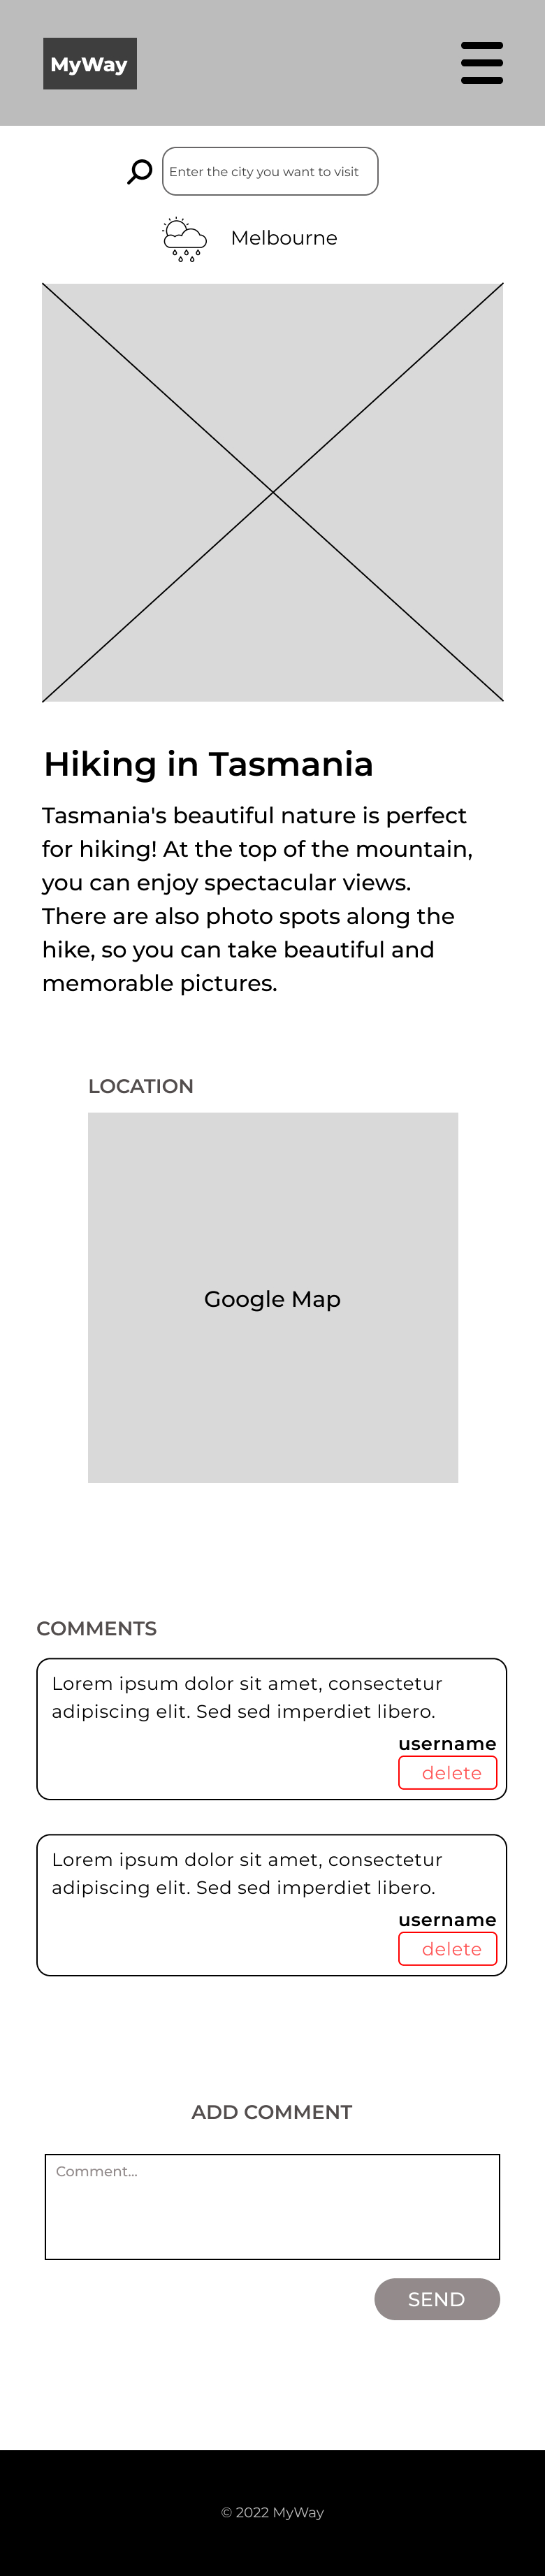 MyWay
Enter the city you want to visit
Melbourne
Hiking in Tasmania
Tasmania's beautiful nature is perfect
for hiking! At the top of the mountain,
you can enjoy spectacular views.
There are also photo spots along the
hike, so you can take beautiful and
memorable pictures.
LOCATION
Google Map
COMMENTS
Lorem ipsum dolor sit amet, consectetur
adipiscing elit. Sed sed imperdiet libero.
username
delete
Lorem ipsum dolor sit amet, consectetur
adipiscing elit. Sed sed imperdiet libero.
username
delete
ADD COMMENT
Comment...
SEND
© 2022 MyWay